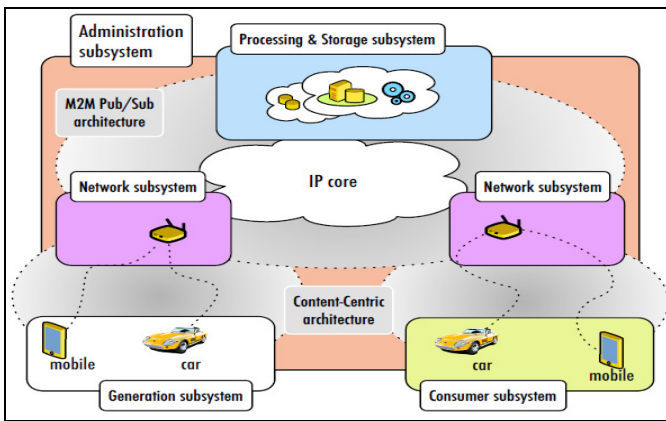 Administration
subsystem
Processing & Storage subsystem
M2M Pub/Sub
architecture
Network subsystem
IP core
Network subsystem
Content-Centric
architecture
mobile
car
car
mobile
Generation subsystem
Consumer subsystem